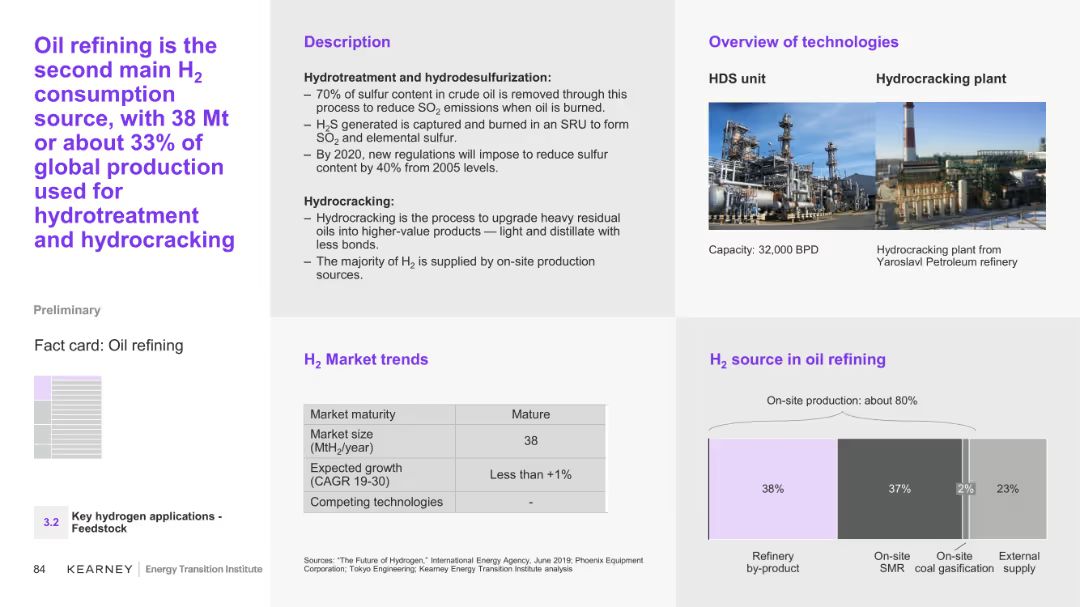 Oil refining is the
second main H₂
consumption
source, with 38 Mt
or about 33% of
global production
used for
hydrotreatment
and hydrocracking
Preliminary
Fact card: Oil refining
3.2
Key hydrogen applications -
Feedstock
84
KEARNEY
Energy Transition Institute
Description
Hydrotreatment and hydrodesulfurization:
– 70% of sulfur content in crude oil is removed through this
process to reduce SO₂ emissions when oil is burned.
– H₂S generated is captured and burned in an SRU to form
SO₂ and elemental sulfur.
– By 2020, new regulations will impose to reduce sulfur
content by 40% from 2005 levels.
Hydrocracking:
– Hydrocracking is the process to upgrade heavy residual
oils into higher-value products — light and distillate with
less bonds.
– The majority of H₂ is supplied by on-site production
sources.
Overview of technologies
HDS unit
Hydrocracking plant
Capacity: 32,000 BPD
Hydrocracking plant from
Yaroslavl Petroleum refinery
H₂ Market trends
Market maturity Mature
Market size
(MtH₂/year) 38
Expected growth
(CAGR 19-30) Less than +1%
Competing technologies -
Sources: "The Future of Hydrogen," International Energy Agency, June 2019; Phoenix Equipment
Corporation; Tokyo Engineering; Kearney Energy Transition Institute analysis
H₂ source in oil refining
On-site production: about 80%
38% 37% 2% 23%
Refinery
by-product
On-site
SMR
On-site
coal gasification
External
supply